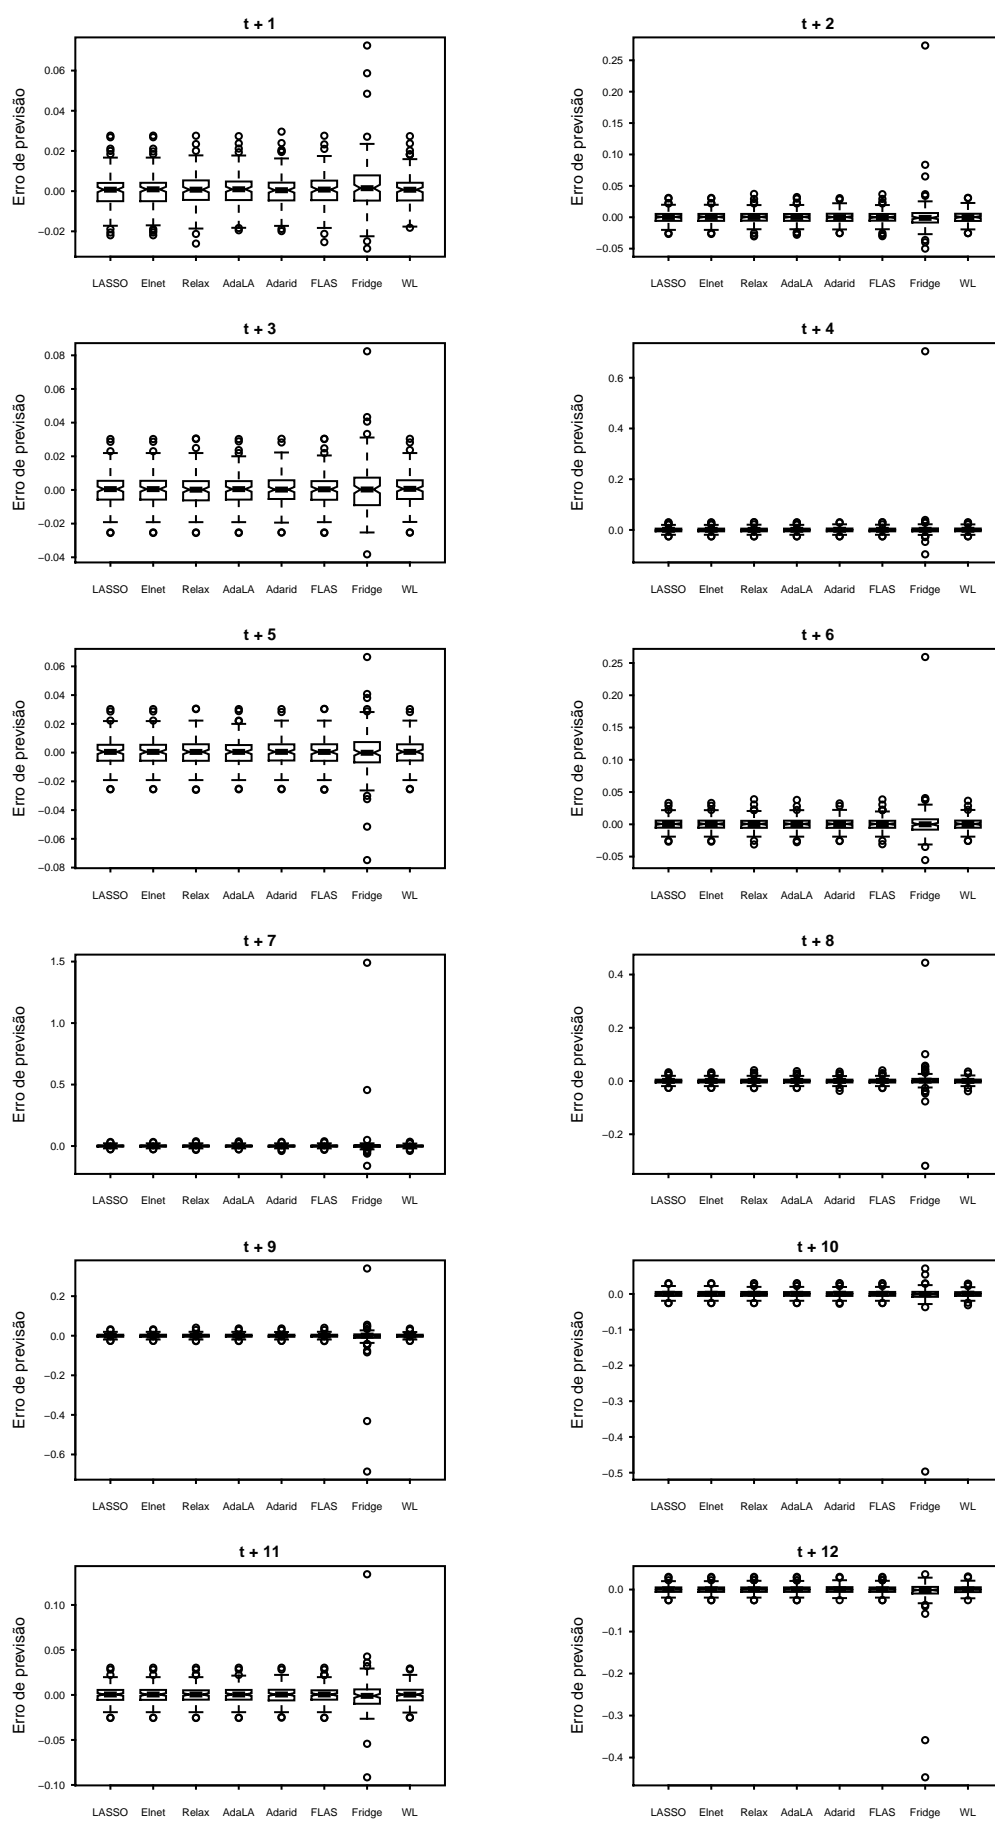 t + 1
Erro de previsão
0.06
0.04
0.02
0.00
−0.02
LASSO Elnet Relax AdaLA Adarid FLAS Fridge WL
t + 2
Erro de previsão
0.25
0.20
0.15
0.10
0.05
0.00
−0.05
LASSO Elnet Relax AdaLA Adarid FLAS Fridge WL
t + 3
Erro de previsão
0.08
0.06
0.04
0.02
0.00
−0.02
−0.04
LASSO Elnet Relax AdaLA Adarid FLAS Fridge WL
t + 4
Erro de previsão
0.6
0.4
0.2
0.0
LASSO Elnet Relax AdaLA Adarid FLAS Fridge WL
t + 5
Erro de previsão
0.06
0.04
0.02
0.00
−0.02
−0.04
−0.06
−0.08
LASSO Elnet Relax AdaLA Adarid FLAS Fridge WL
t + 6
Erro de previsão
0.25
0.20
0.15
0.10
0.05
0.00
−0.05
LASSO Elnet Relax AdaLA Adarid FLAS Fridge WL
t + 7
Erro de previsão
1.5
1.0
0.5
0.0
LASSO Elnet Relax AdaLA Adarid FLAS Fridge WL
t + 8
Erro de previsão
0.4
0.2
0.0
−0.2
LASSO Elnet Relax AdaLA Adarid FLAS Fridge WL
t + 9
Erro de previsão
0.2
0.0
−0.2
−0.4
−0.6
LASSO Elnet Relax AdaLA Adarid FLAS Fridge WL
t + 10
Erro de previsão
0.0
−0.1
−0.2
−0.3
−0.4
−0.5
LASSO Elnet Relax AdaLA Adarid FLAS Fridge WL
t + 11
Erro de previsão
0.10
0.05
0.00
−0.05
−0.10
LASSO Elnet Relax AdaLA Adarid FLAS Fridge WL
t + 12
Erro de previsão
0.0
−0.1
−0.2
−0.3
−0.4
LASSO Elnet Relax AdaLA Adarid FLAS Fridge WL